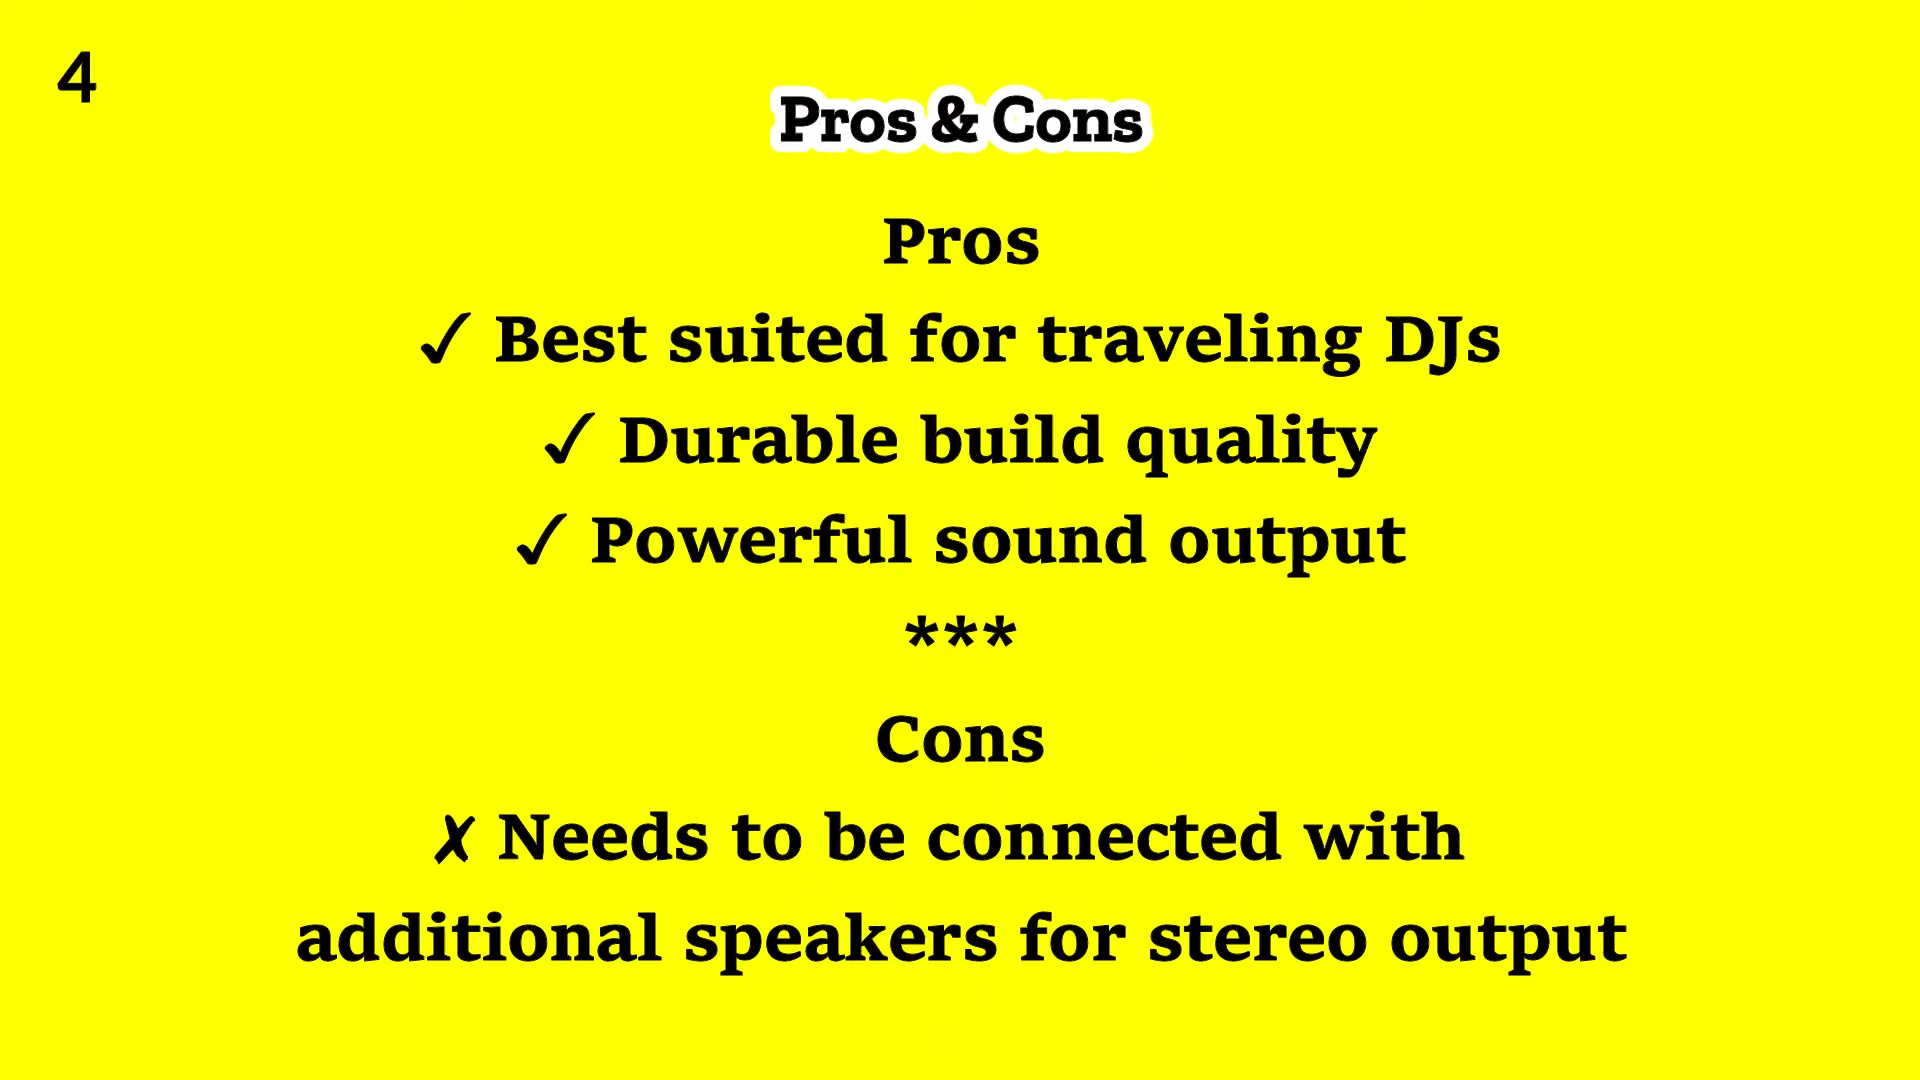 4
Pros & Cons
Pros
✓ Best suited for traveling DJs
✓ Durable build quality
✓ Powerful sound output
***
Cons
✗ Needs to be connected with
additional speakers for stereo output